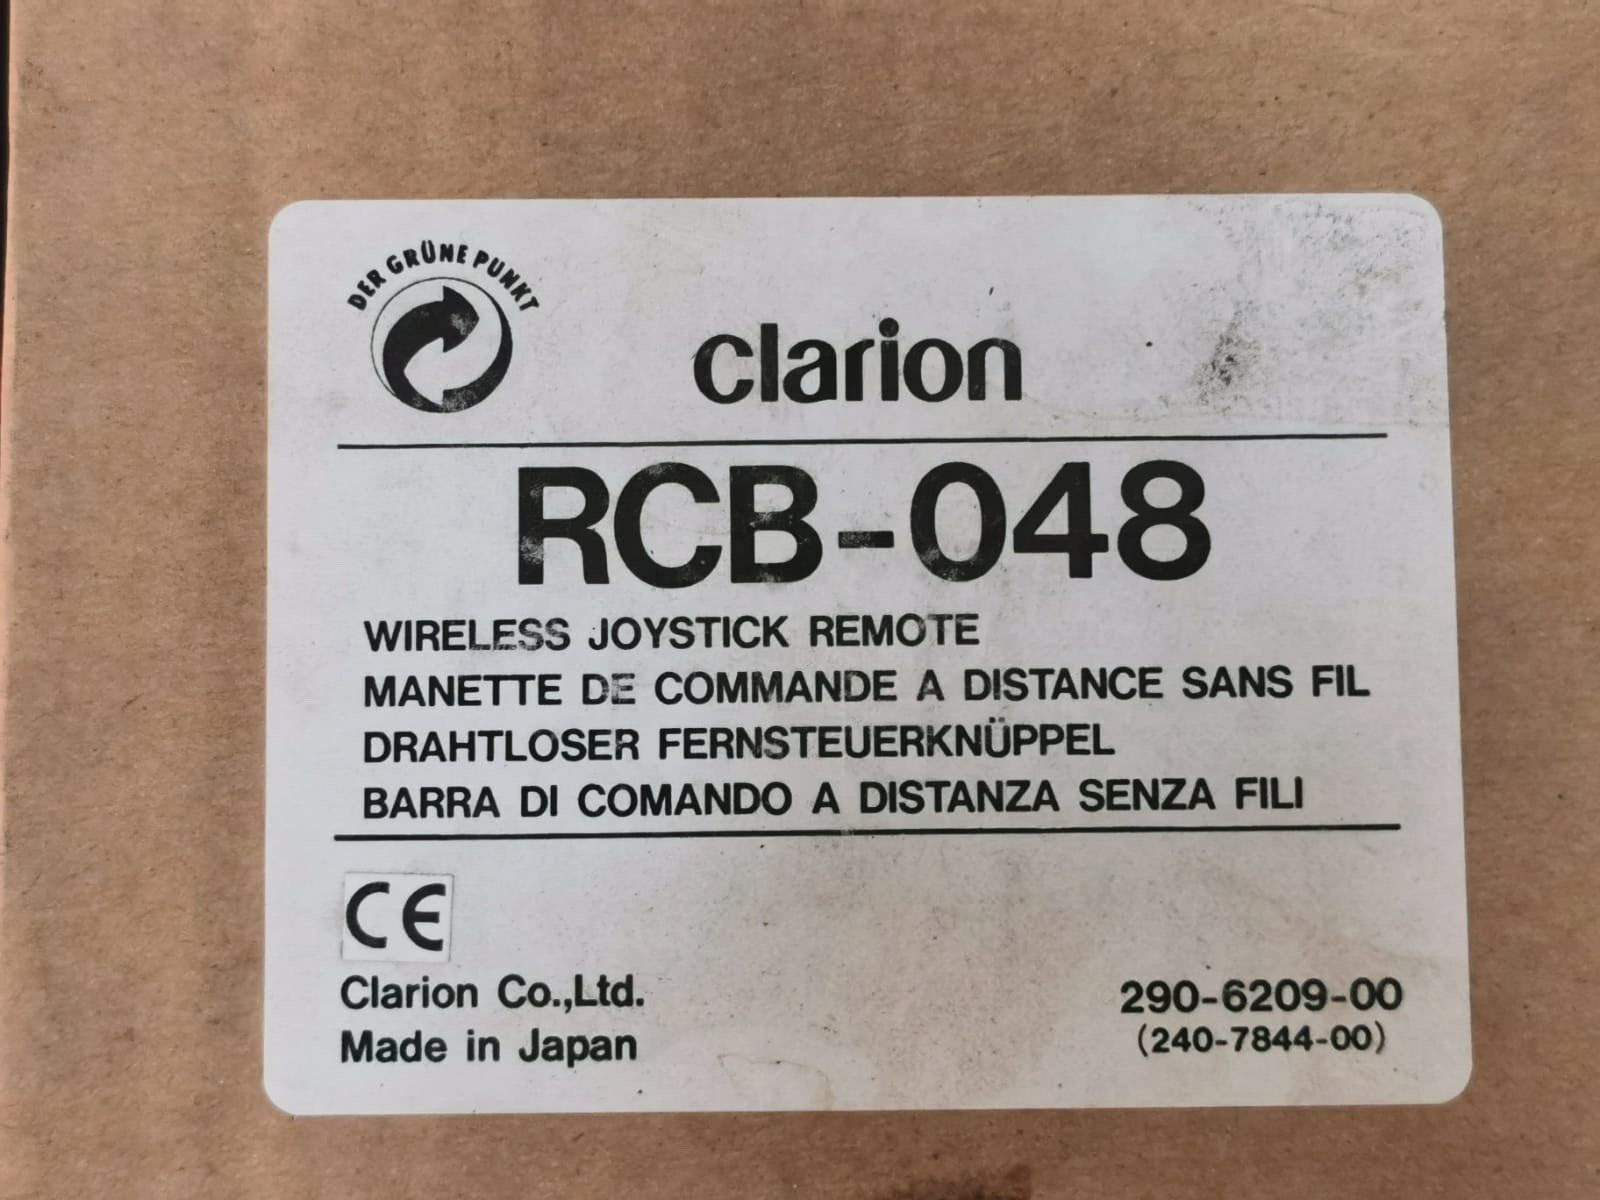 DER GRÜNE PUNKT
clarion
RCB-048
WIRELESS JOYSTICK REMOTE
MANETTE DE COMMANDE A DISTANCE SANS FIL
DRAHTLOSER FERNSTEUERKNÜPPEL
BARRA DI COMANDO A DISTANZA SENZA FILI
CE
Clarion Co.,Ltd.
Made in Japan
290-6209-00
(240-7844-00)